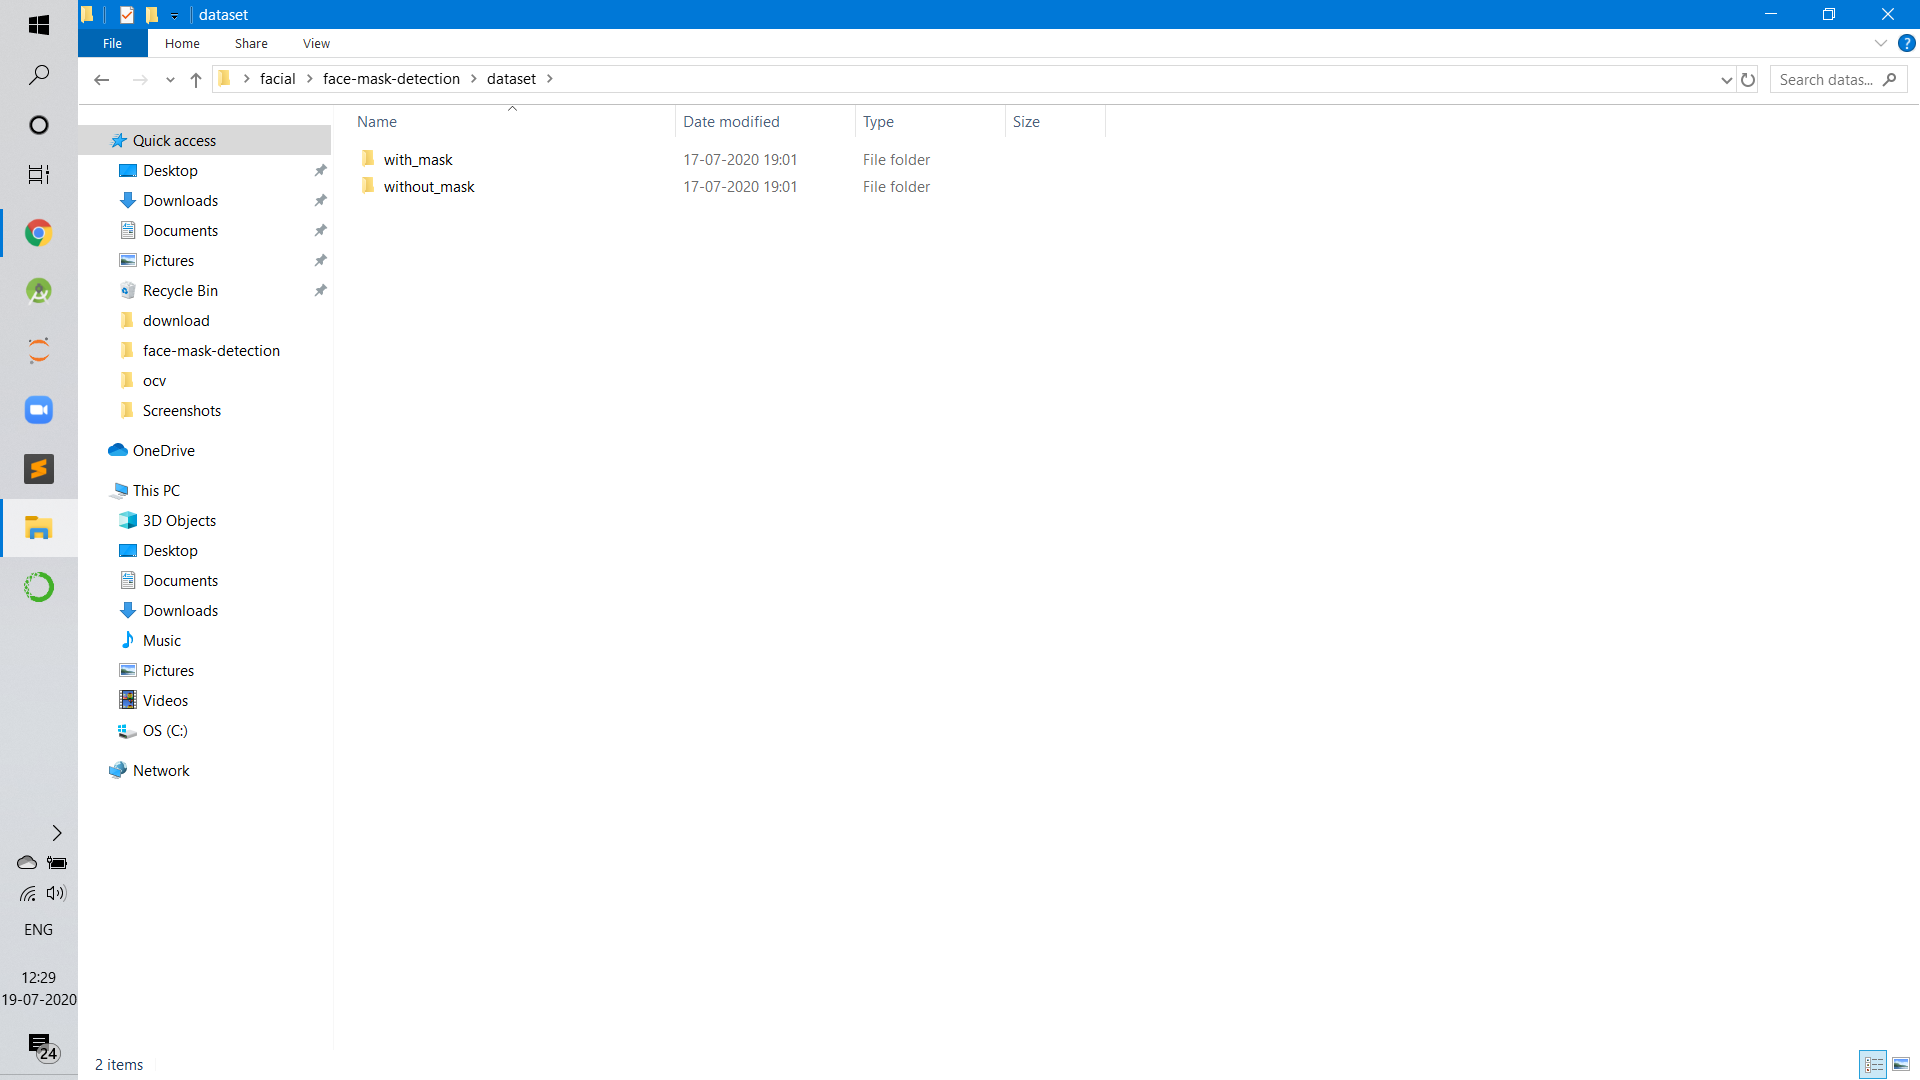 dataset
File Home Share View
facial face-mask-detection dataset
Search datas...
Name Date modified Type Size
with_mask 17-07-2020 19:01 File folder
without_mask 17-07-2020 19:01 File folder
Quick access
Desktop
Downloads
Documents
Pictures
Recycle Bin
download
face-mask-detection
ocv
Screenshots
OneDrive
This PC
3D Objects
Desktop
Documents
Downloads
Music
Pictures
Videos
OS (C:)
Network
2 items
ENG
12:29
19-07-2020
24